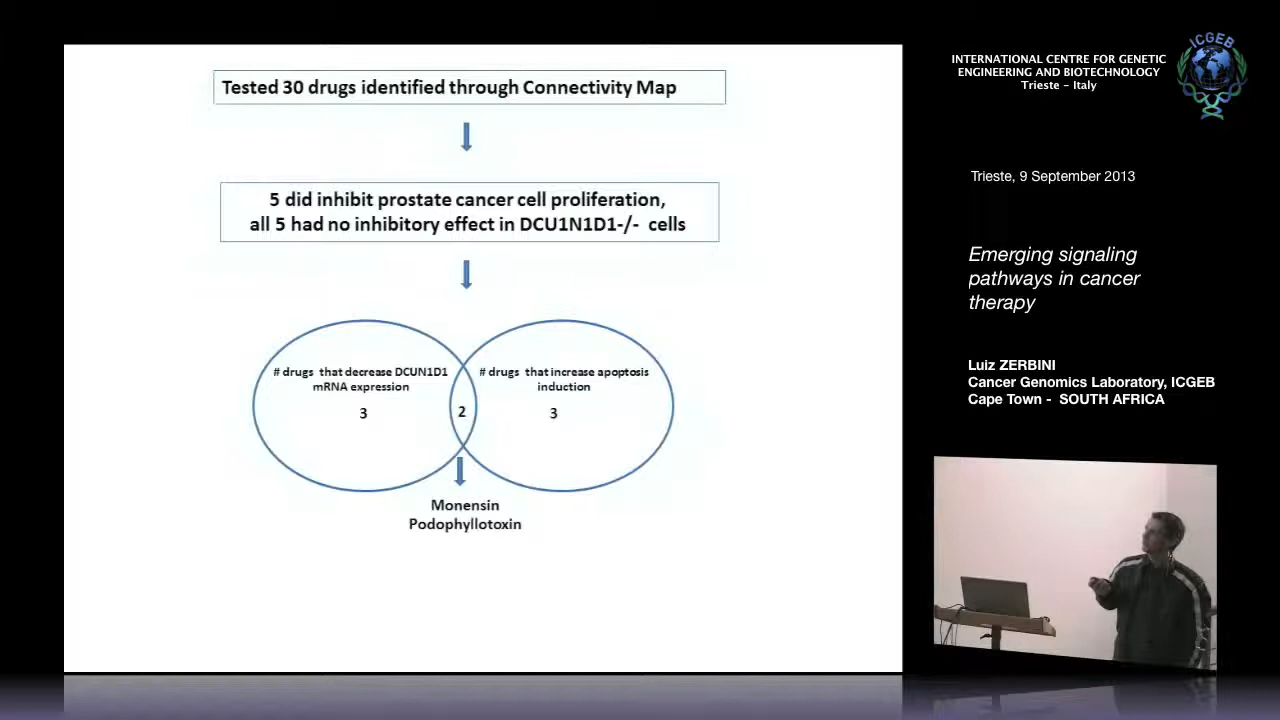 Tested 30 drugs identified through Connectivity Map
5 did inhibit prostate cancer cell proliferation,
all 5 had no inhibitory effect in DCU1N1D1-/- cells
# drugs that decrease DCUN1D1
mRNA expression
3
2
# drugs that increase apoptosis
induction
3
Monensin
Podophyllotoxin
INTERNATIONAL CENTRE FOR GENETIC
ENGINEERING AND BIOTECHNOLOGY
Trieste - Italy
ICGEB
Trieste, 9 September 2013
Emerging signaling
pathways in cancer
therapy
Luiz ZERBINI
Cancer Genomics Laboratory, ICGEB
Cape Town - SOUTH AFRICA